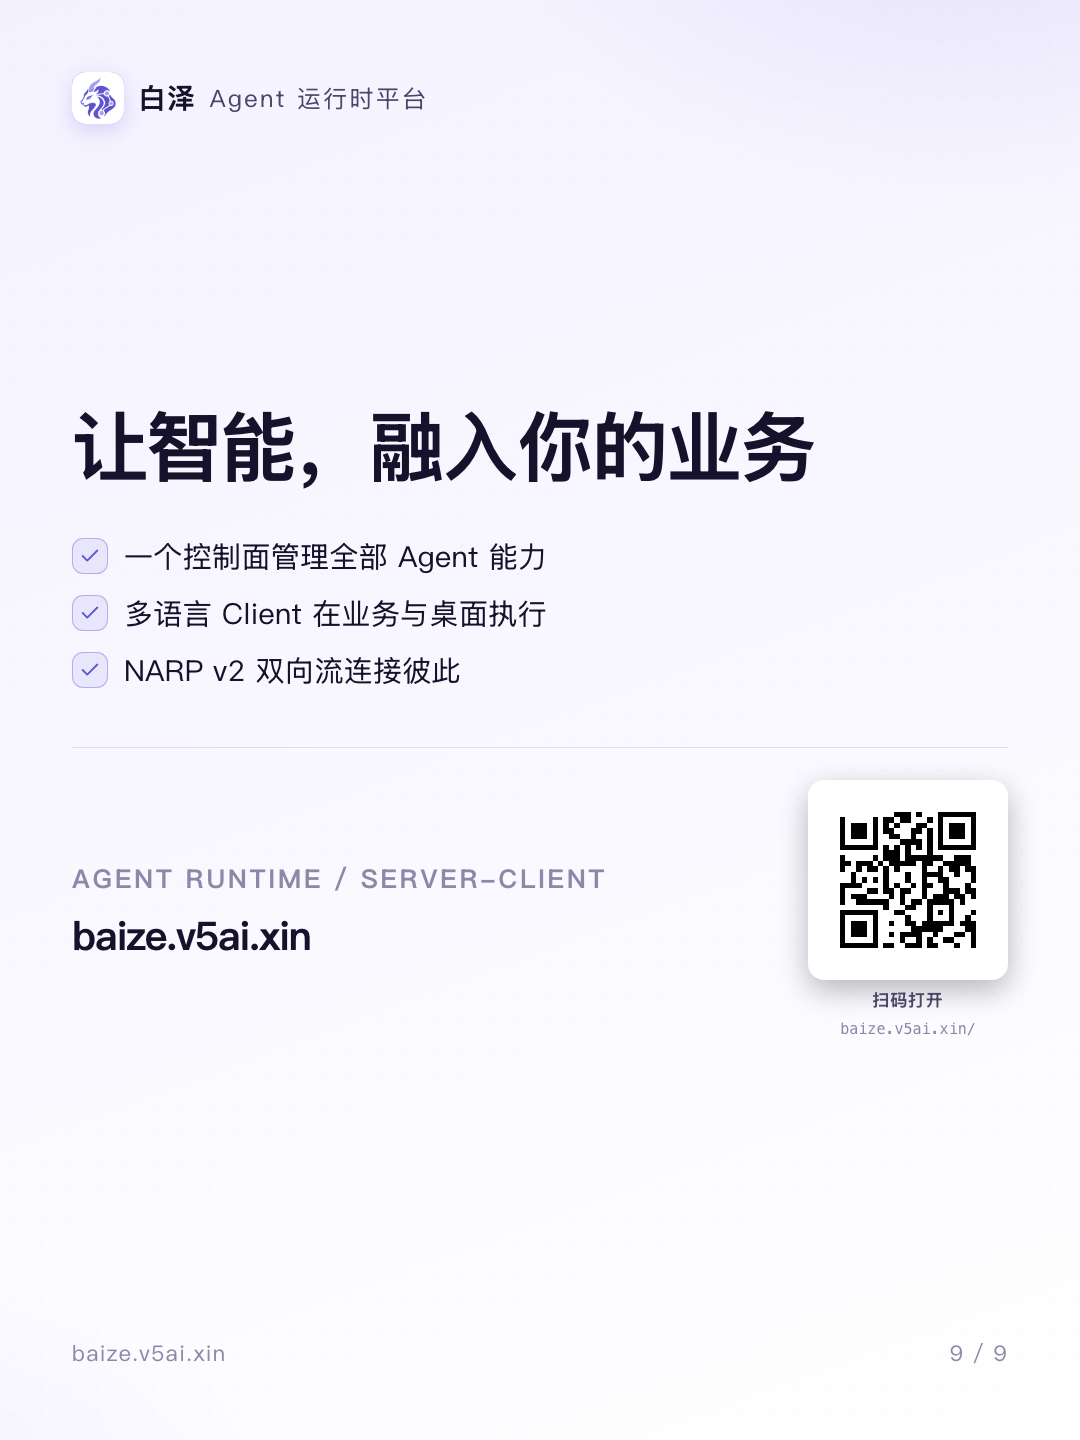 白泽 Agent 运行时平台
让智能，融入你的业务
一个控制面管理全部 Agent 能力
多语言 Client 在业务与桌面执行
NARP v2 双向流连接彼此
AGENT RUNTIME / SERVER–CLIENT
baize.v5ai.xin
扫码打开
baize.v5ai.xin/
baize.v5ai.xin
9 / 9